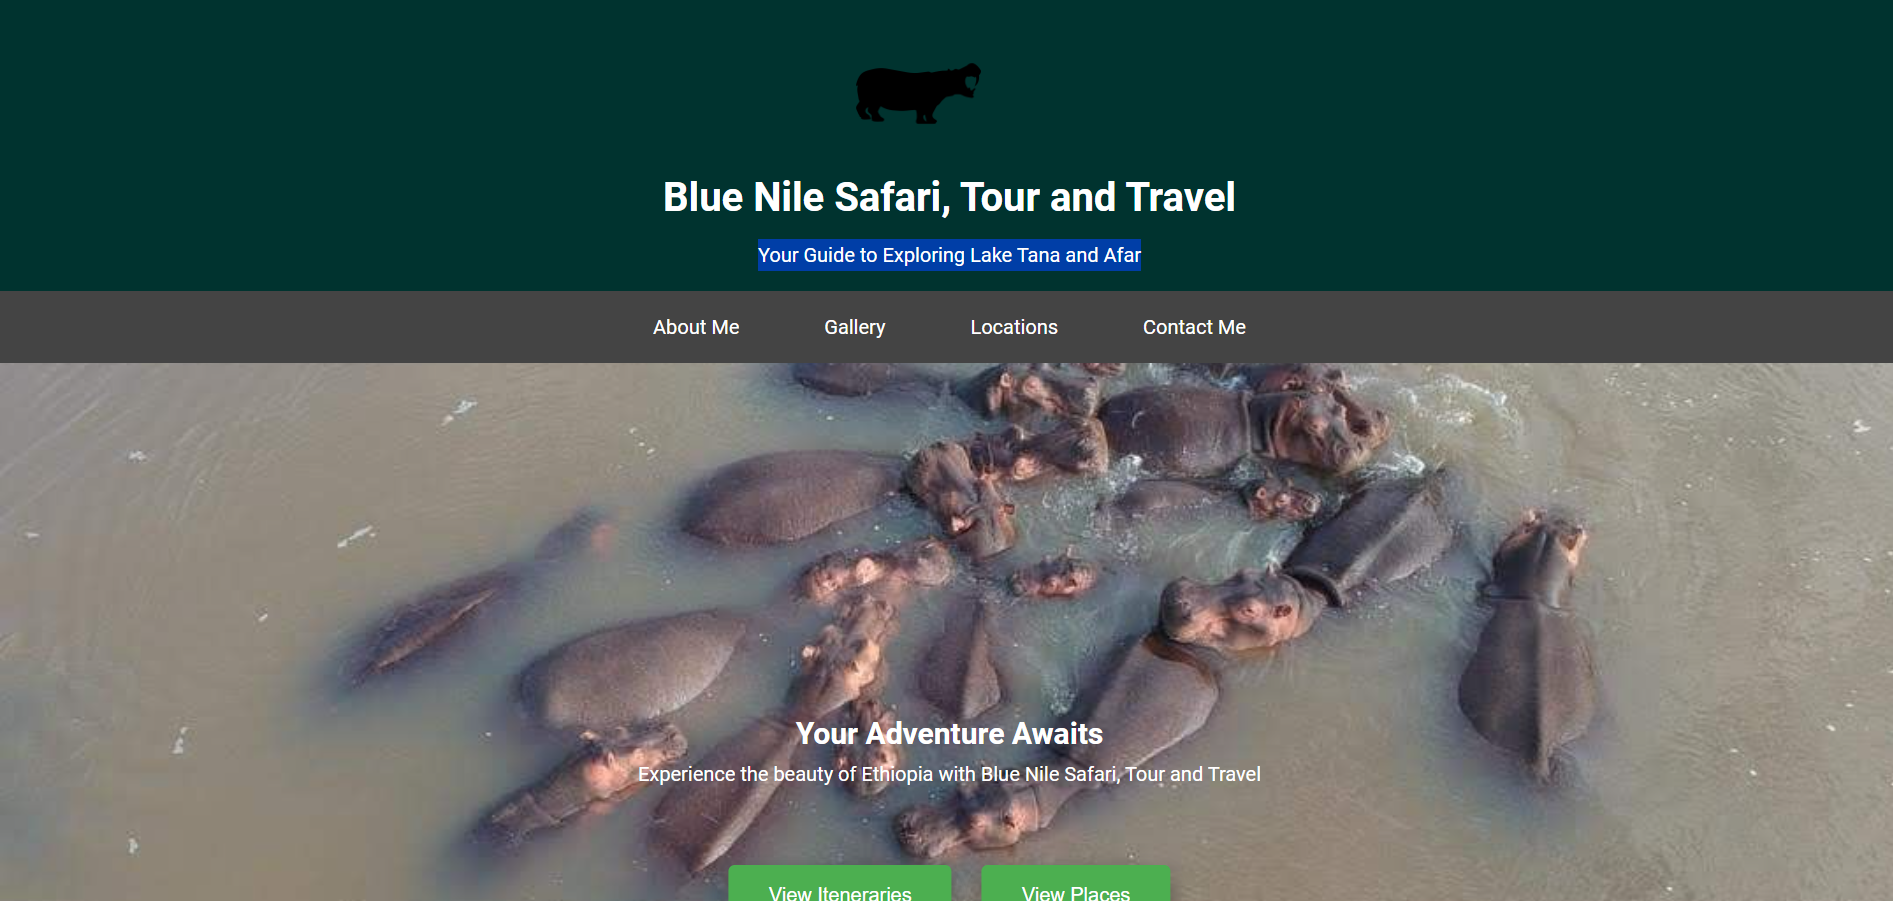 Blue Nile Safari, Tour and Travel
Your Guide to Exploring Lake Tana and Afar
About Me Gallery Locations Contact Me
Your Adventure Awaits
Experience the beauty of Ethiopia with Blue Nile Safari, Tour and Travel
View Iteneraries View Places